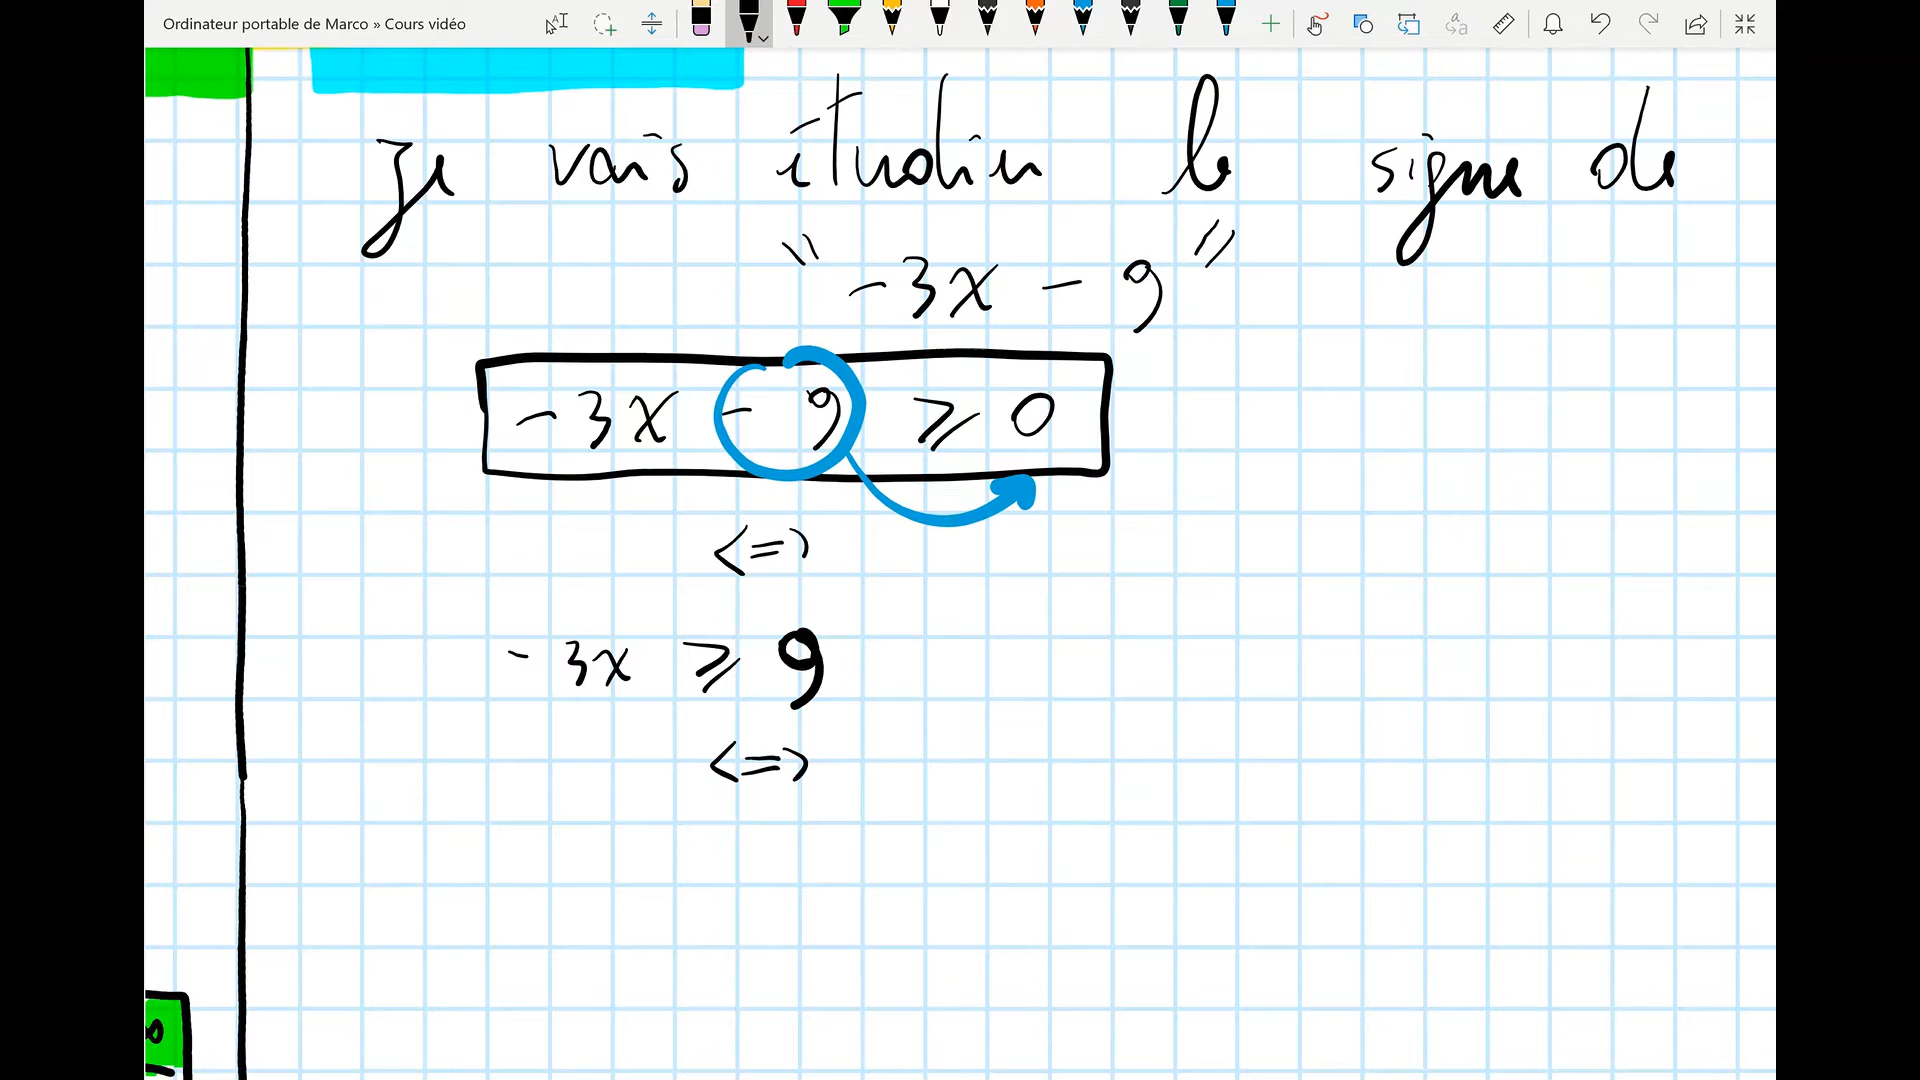 Ordinateur portable de Marco » Cours vidéo
Je vais étudier le signe de
" -3x - 9 "
-3x - 9 ⩾ 0
<=>
-3x ⩾ 9
<=>